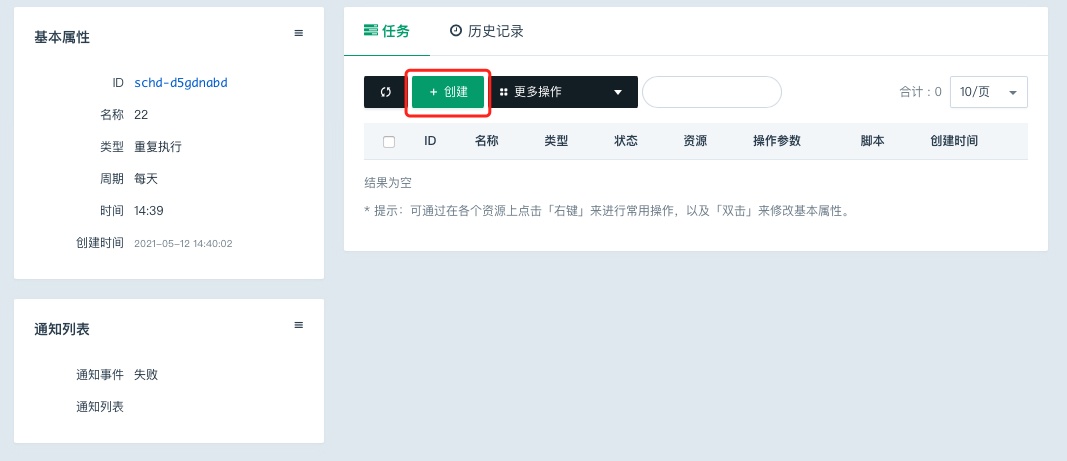 基本属性
ID schd-d5gdnabd
名称 22
类型 重复执行
周期 每天
时间 14:39
创建时间 2021-05-12 14:40:02
通知列表
通知事件 失败
通知列表
任务 历史记录
+ 创建 更多操作 合计:0 10/页
ID 名称 类型 状态 资源 操作参数 脚本 创建时间
结果为空
* 提示：可通过在各个资源上点击「右键」来进行常用操作，以及「双击」来修改基本属性。